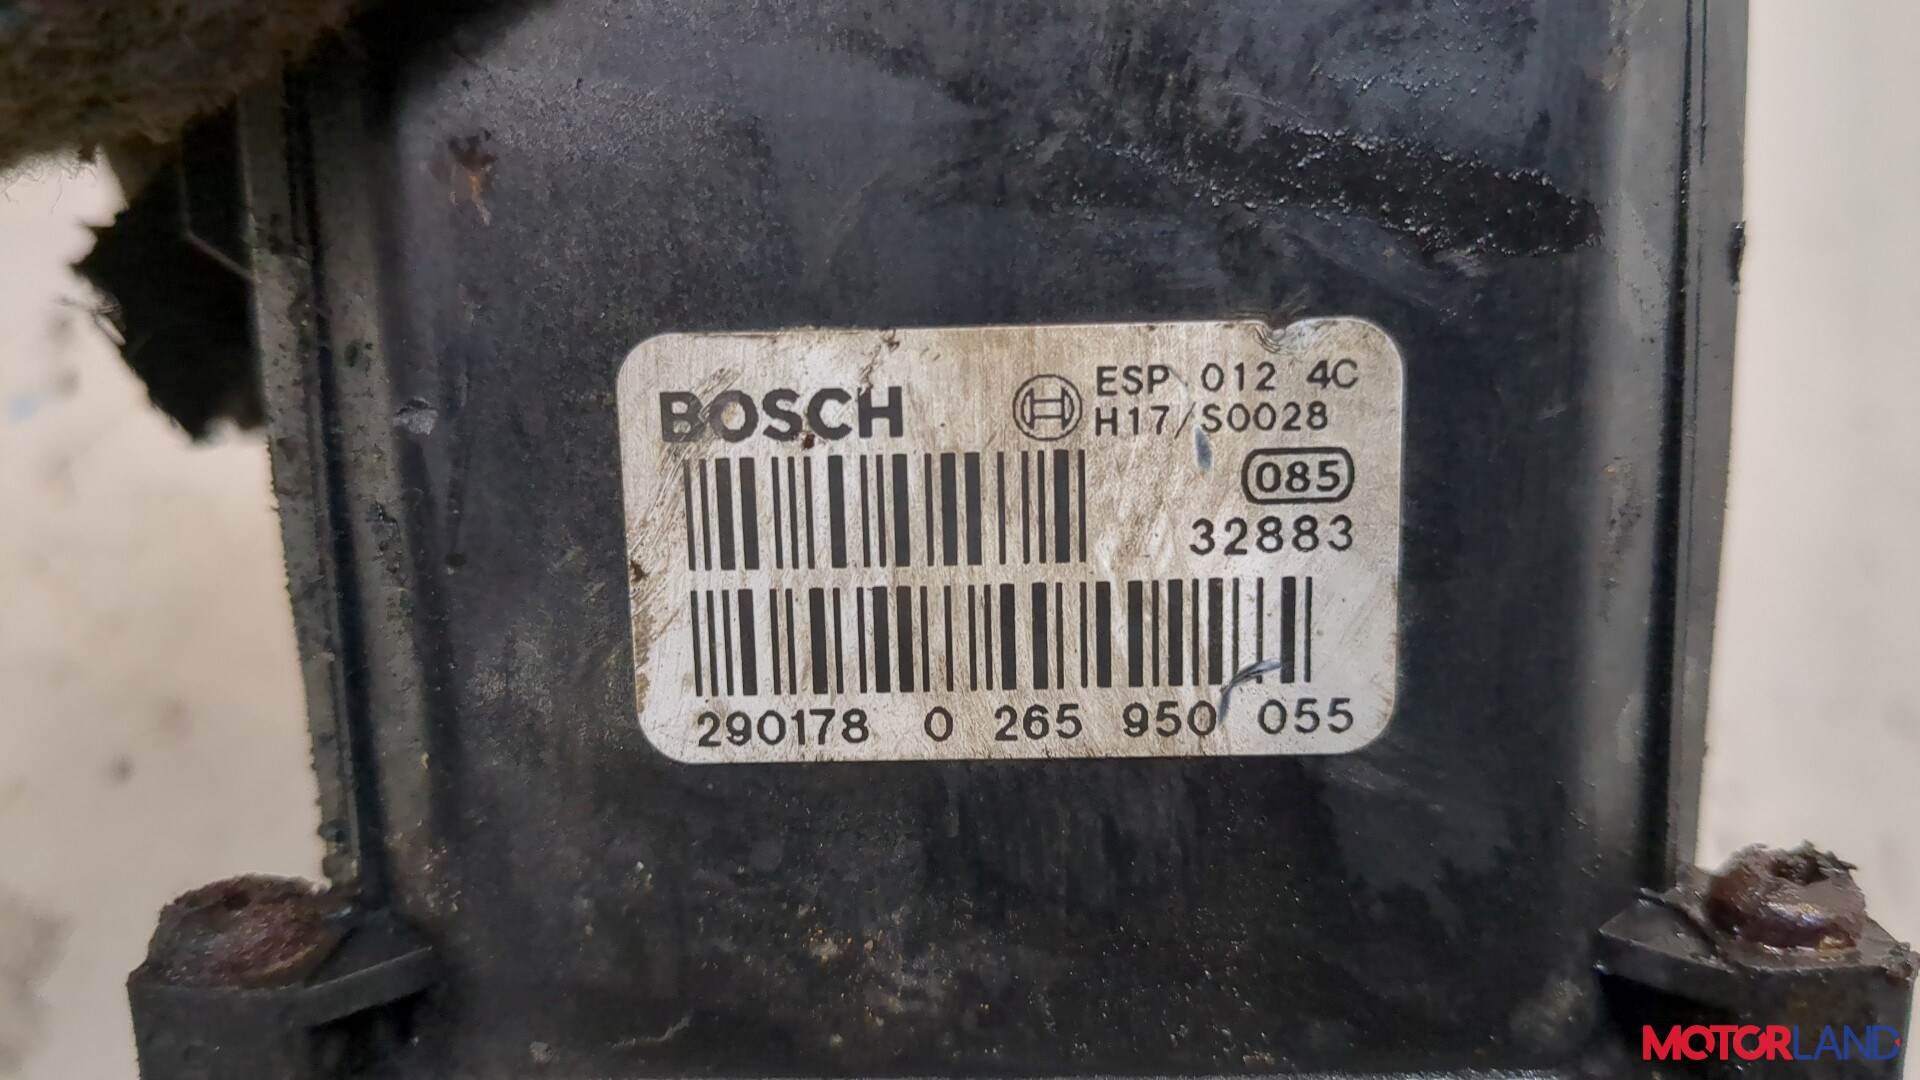 BOSCH
ESP 012 4C
H17/S0028
085
32883
290178 0 265 950 055
MOTORLAND